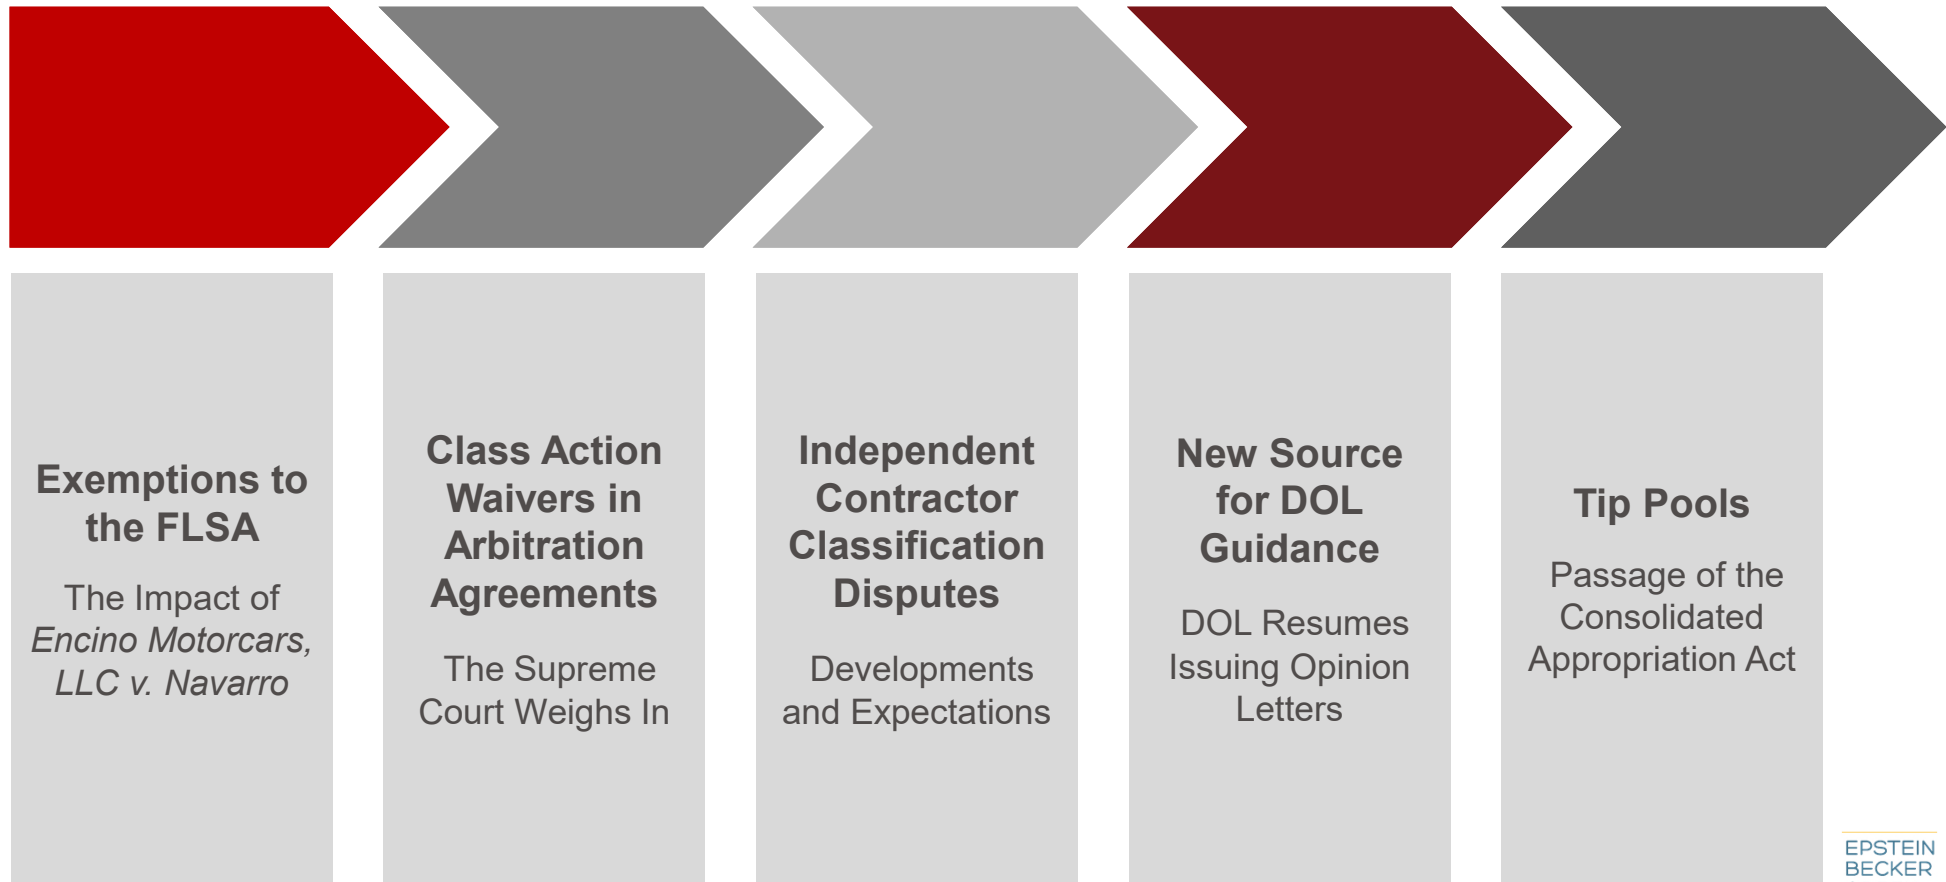 Exemptions to
the FLSA
The Impact of
Encino Motorcars,
LLC v. Navarro
Class Action
Waivers in
Arbitration
Agreements
The Supreme
Court Weighs In
Independent
Contractor
Classification
Disputes
Developments
and Expectations
New Source
for DOL
Guidance
DOL Resumes
Issuing Opinion
Letters
Tip Pools
Passage of the
Consolidated
Appropriation Act
EPSTEIN
BECKER